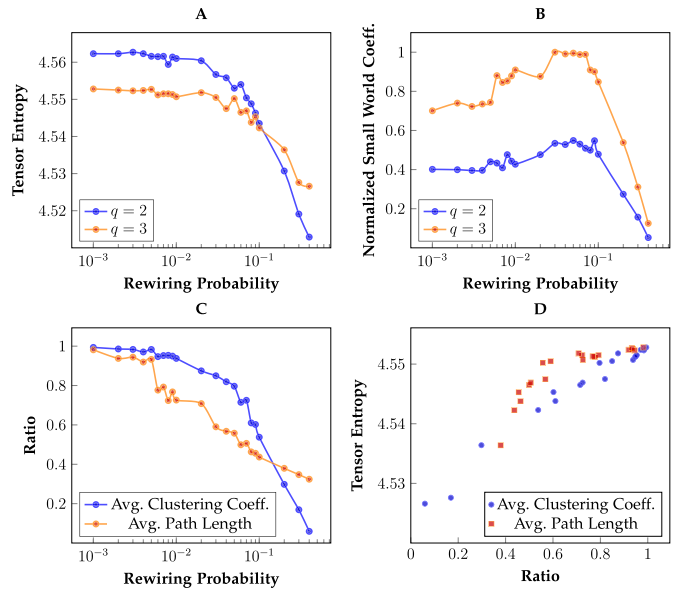 A
Tensor Entropy
4.56
4.55
4.54
4.53
4.52
q = 2
q = 3
10⁻³
10⁻²
10⁻¹
Rewiring Probability
B
Normalized Small World Coeff.
1
0.8
0.6
0.4
0.2
q = 2
q = 3
10⁻³
10⁻²
10⁻¹
Rewiring Probability
C
Ratio
1
0.8
0.6
0.4
0.2
Avg. Clustering Coeff.
Avg. Path Length
10⁻³
10⁻²
10⁻¹
Rewiring Probability
D
Tensor Entropy
4.55
4.54
4.53
Avg. Clustering Coeff.
Avg. Path Length
0 0.2 0.4 0.6 0.8 1
Ratio